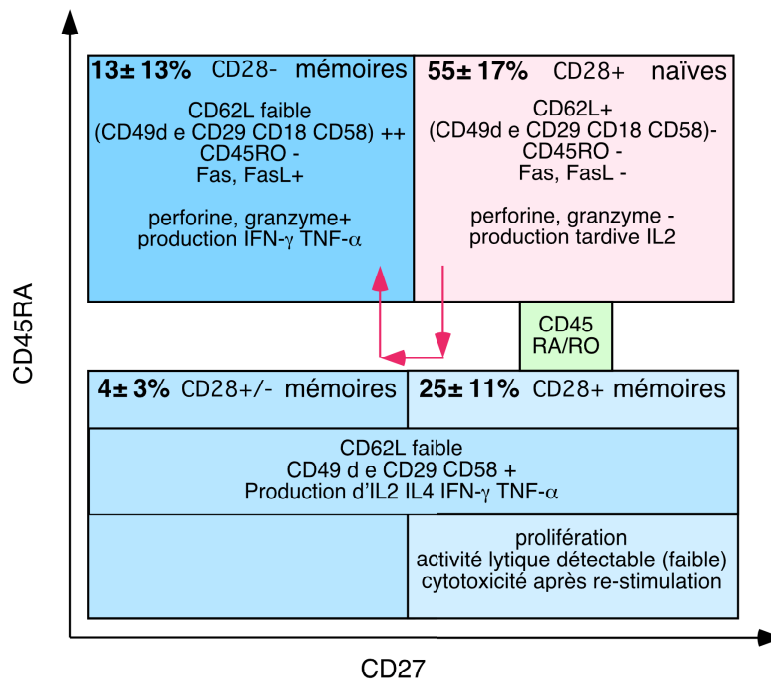 13± 13% CD28- mémoires
CD62L faible
(CD49d e CD29 CD18 CD58) ++
CD45RO -
Fas, FasL+
perforine, granzyme+
production IFN-γ TNF-α
55± 17% CD28+ naïves
CD62L+
(CD49d e CD29 CD18 CD58)-
CD45RO -
Fas, FasL -
perforine, granzyme -
production tardive IL2
CD45RA
CD45
RA/RO
4± 3% CD28+/- mémoires
25± 11% CD28+ mémoires
CD62L faible
CD49 d e CD29 CD58 +
Production d'IL2 IL4 IFN-γ TNF-α
prolifération
activité lytique détectable (faible)
cytotoxicité après re-stimulation
CD27